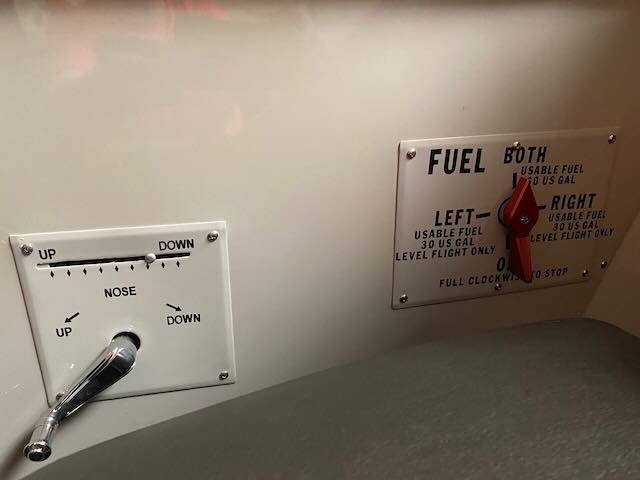 UP DOWN
NOSE
UP DOWN
FUEL BOTH
USABLE FUEL
60 US GAL
LEFT
USABLE FUEL
30 US GAL
LEVEL FLIGHT ONLY
RIGHT
USABLE FUEL
30 US GAL
LEVEL FLIGHT ONLY
FULL CLOCKWISE TO STOP